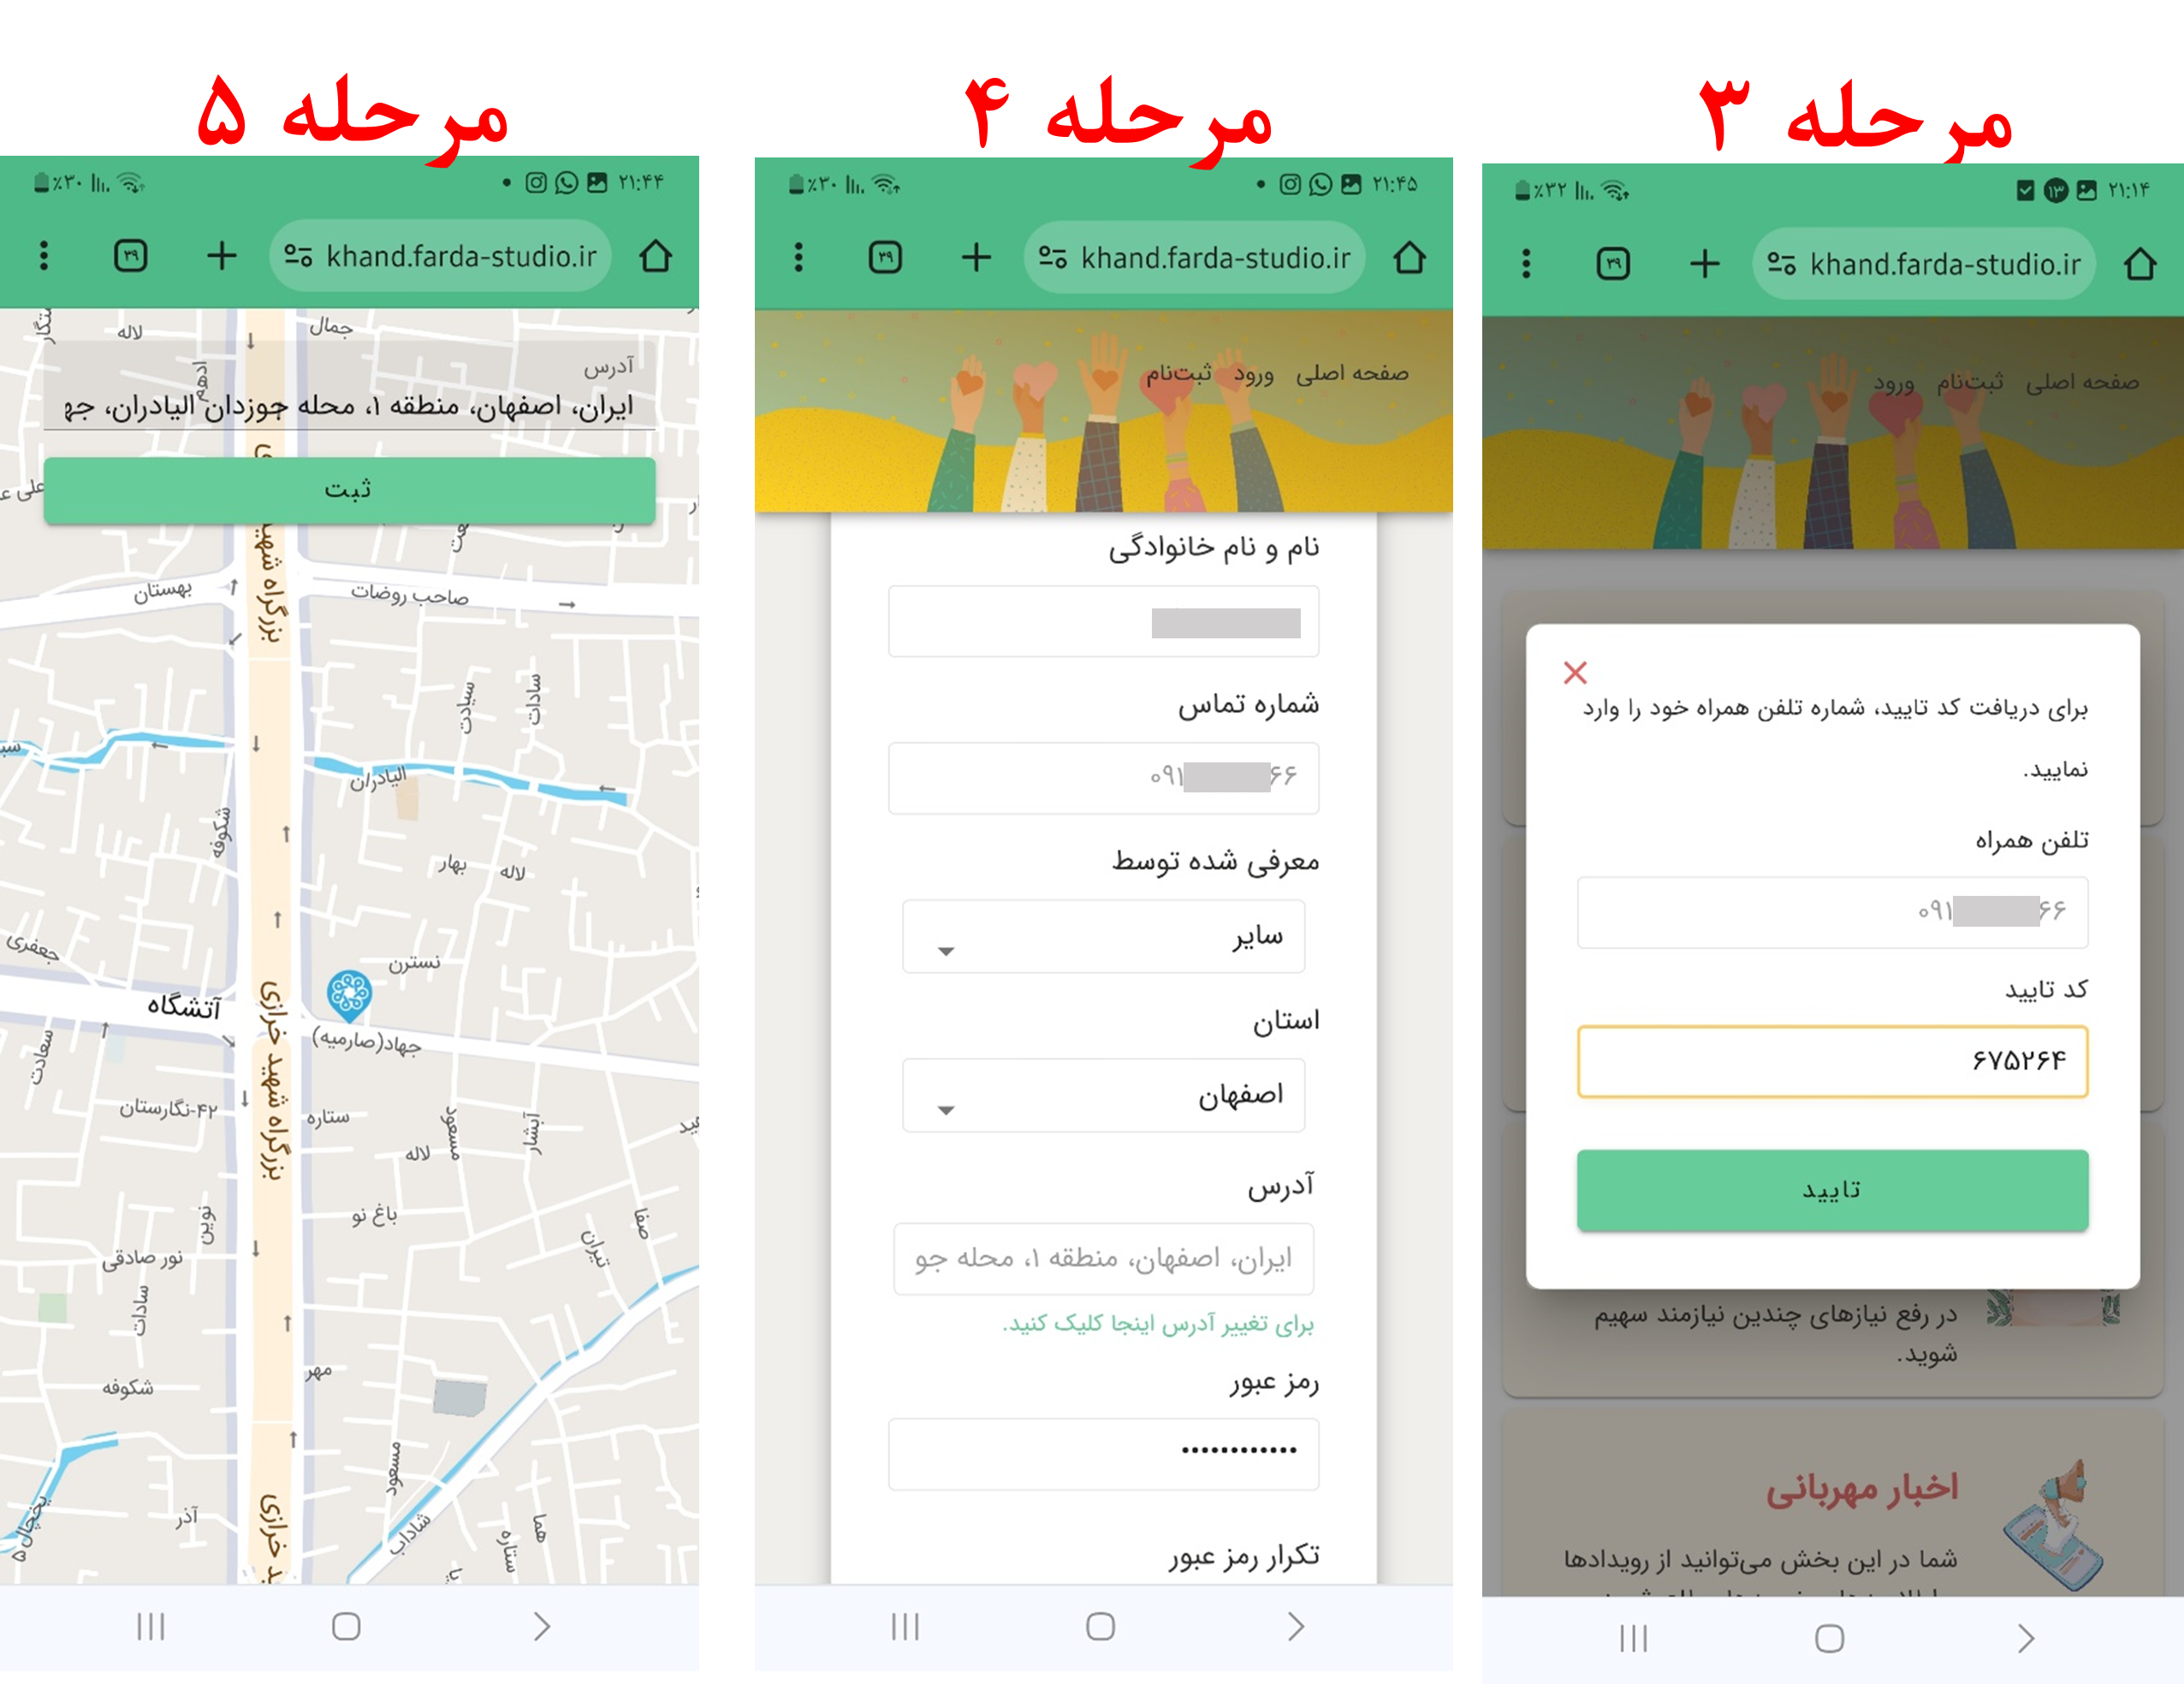 مرحله ۳
٪۳۲
۱۳
۲۱:۱۴
۳۹
khand.farda-studio.ir
صفحه اصلی ثبت‌نام ورود
برای دریافت کد تایید، شماره تلفن همراه خود را وارد
نمایید.
تلفن همراه
۰۹۱ ۶۶
کد تایید
۶۷۵۲۶۴
تایید
در رفع نیازهای چندین نیازمند سهیم
شوید.
اخبار مهربانی
شما در این بخش می‌توانید از رویدادها
مرحله ۴
٪۳۰
۲۱:۴۵
۳۹
khand.farda-studio.ir
صفحه اصلی ورود ثبت‌نام
نام و نام خانوادگی
شماره تماس
۰۹۱ ۶۶
معرفی شده توسط
سایر
استان
اصفهان
آدرس
ایران، اصفهان، منطقه ۱، محله جو
برای تغییر آدرس اینجا کلیک کنید.
رمز عبور
تکرار رمز عبور
مرحله ۵
٪۳۰
۲۱:۴۴
۳۹
khand.farda-studio.ir
لاله
جمال
ادهم
آدرس
ایران، اصفهان، منطقه ۱، محله جوزدان الیادران، جه
ثبت
بزرگراه شهید
بهستان
صاحب روضات
سیادت
سادات
الیادران
شکوفه
بهار
لاله
جعفری
نسترن
آتشگاه
بزرگراه شهید خرازی
جهاد(صارمیه)
سعادت
۴۲-نگارستان
ستاره
مسعود
آبشار
لاله
نوین
باغ نو
صفا
تیران
نور صادقی
سادات
مهر
شکوفه
مسعود
آذر
خرازی
شاداب
ستاره
هما
یخچال ۵